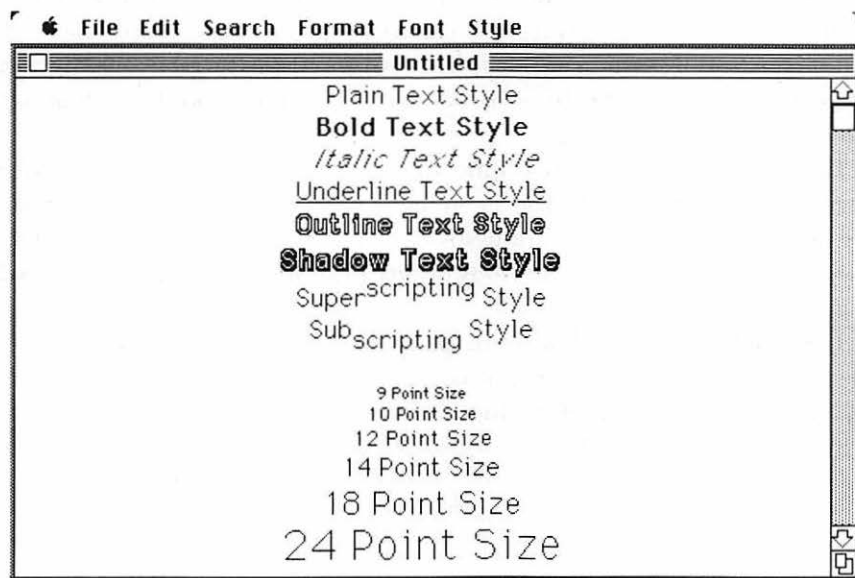 File Edit Search Format Font Style
Untitled
Plain Text Style
Bold Text Style
Italic Text Style
Underline Text Style
Outline Text Style
Shadow Text Style
Superscripting Style
Subscripting Style
9 Point Size
10 Point Size
12 Point Size
14 Point Size
18 Point Size
24 Point Size